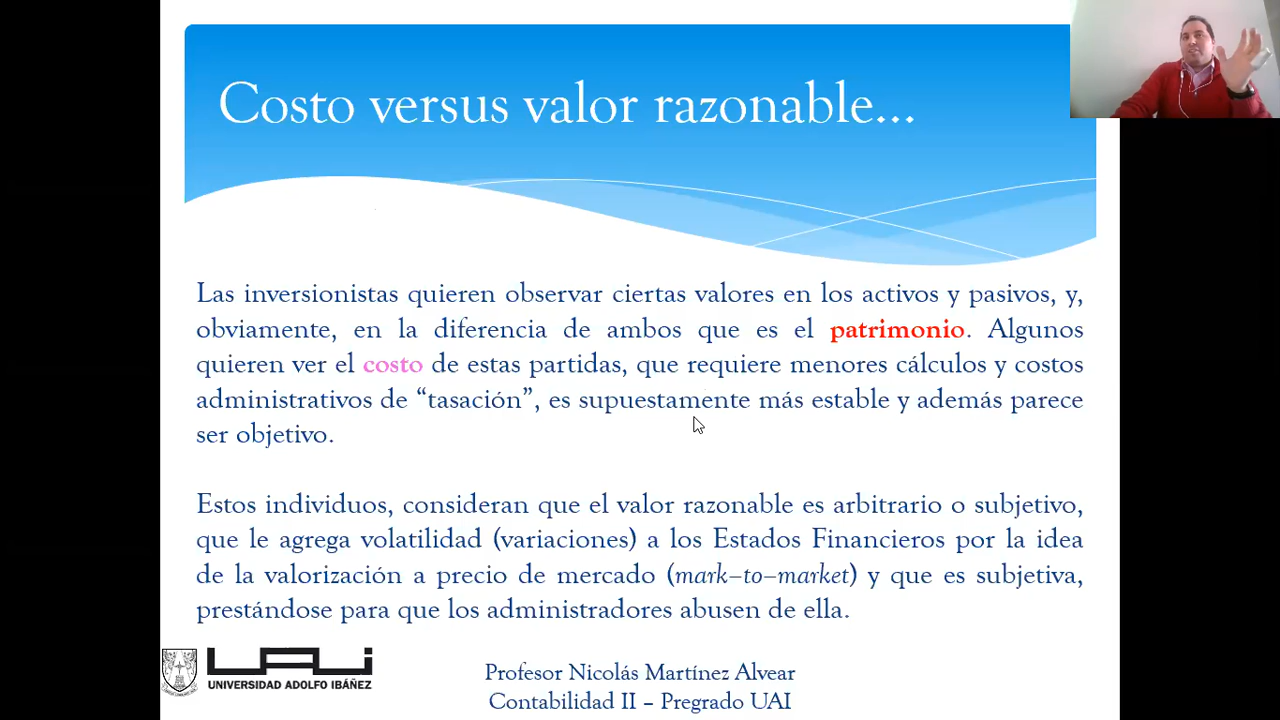 Costo versus valor razonable...
Las inversionistas quieren observar ciertas valores en los activos y pasivos, y,
obviamente, en la diferencia de ambos que es el patrimonio. Algunos
quieren ver el costo de estas partidas, que requiere menores cálculos y costos
administrativos de “tasación”, es supuestamente más estable y además parece
ser objetivo.
Estos individuos, consideran que el valor razonable es arbitrario o subjetivo,
que le agrega volatilidad (variaciones) a los Estados Financieros por la idea
de la valorización a precio de mercado (mark–to–market) y que es subjetiva,
prestándose para que los administradores abusen de ella.
UAI
UNIVERSIDAD ADOLFO IBÁÑEZ
Profesor Nicolás Martínez Alvear
Contabilidad II – Pregrado UAI